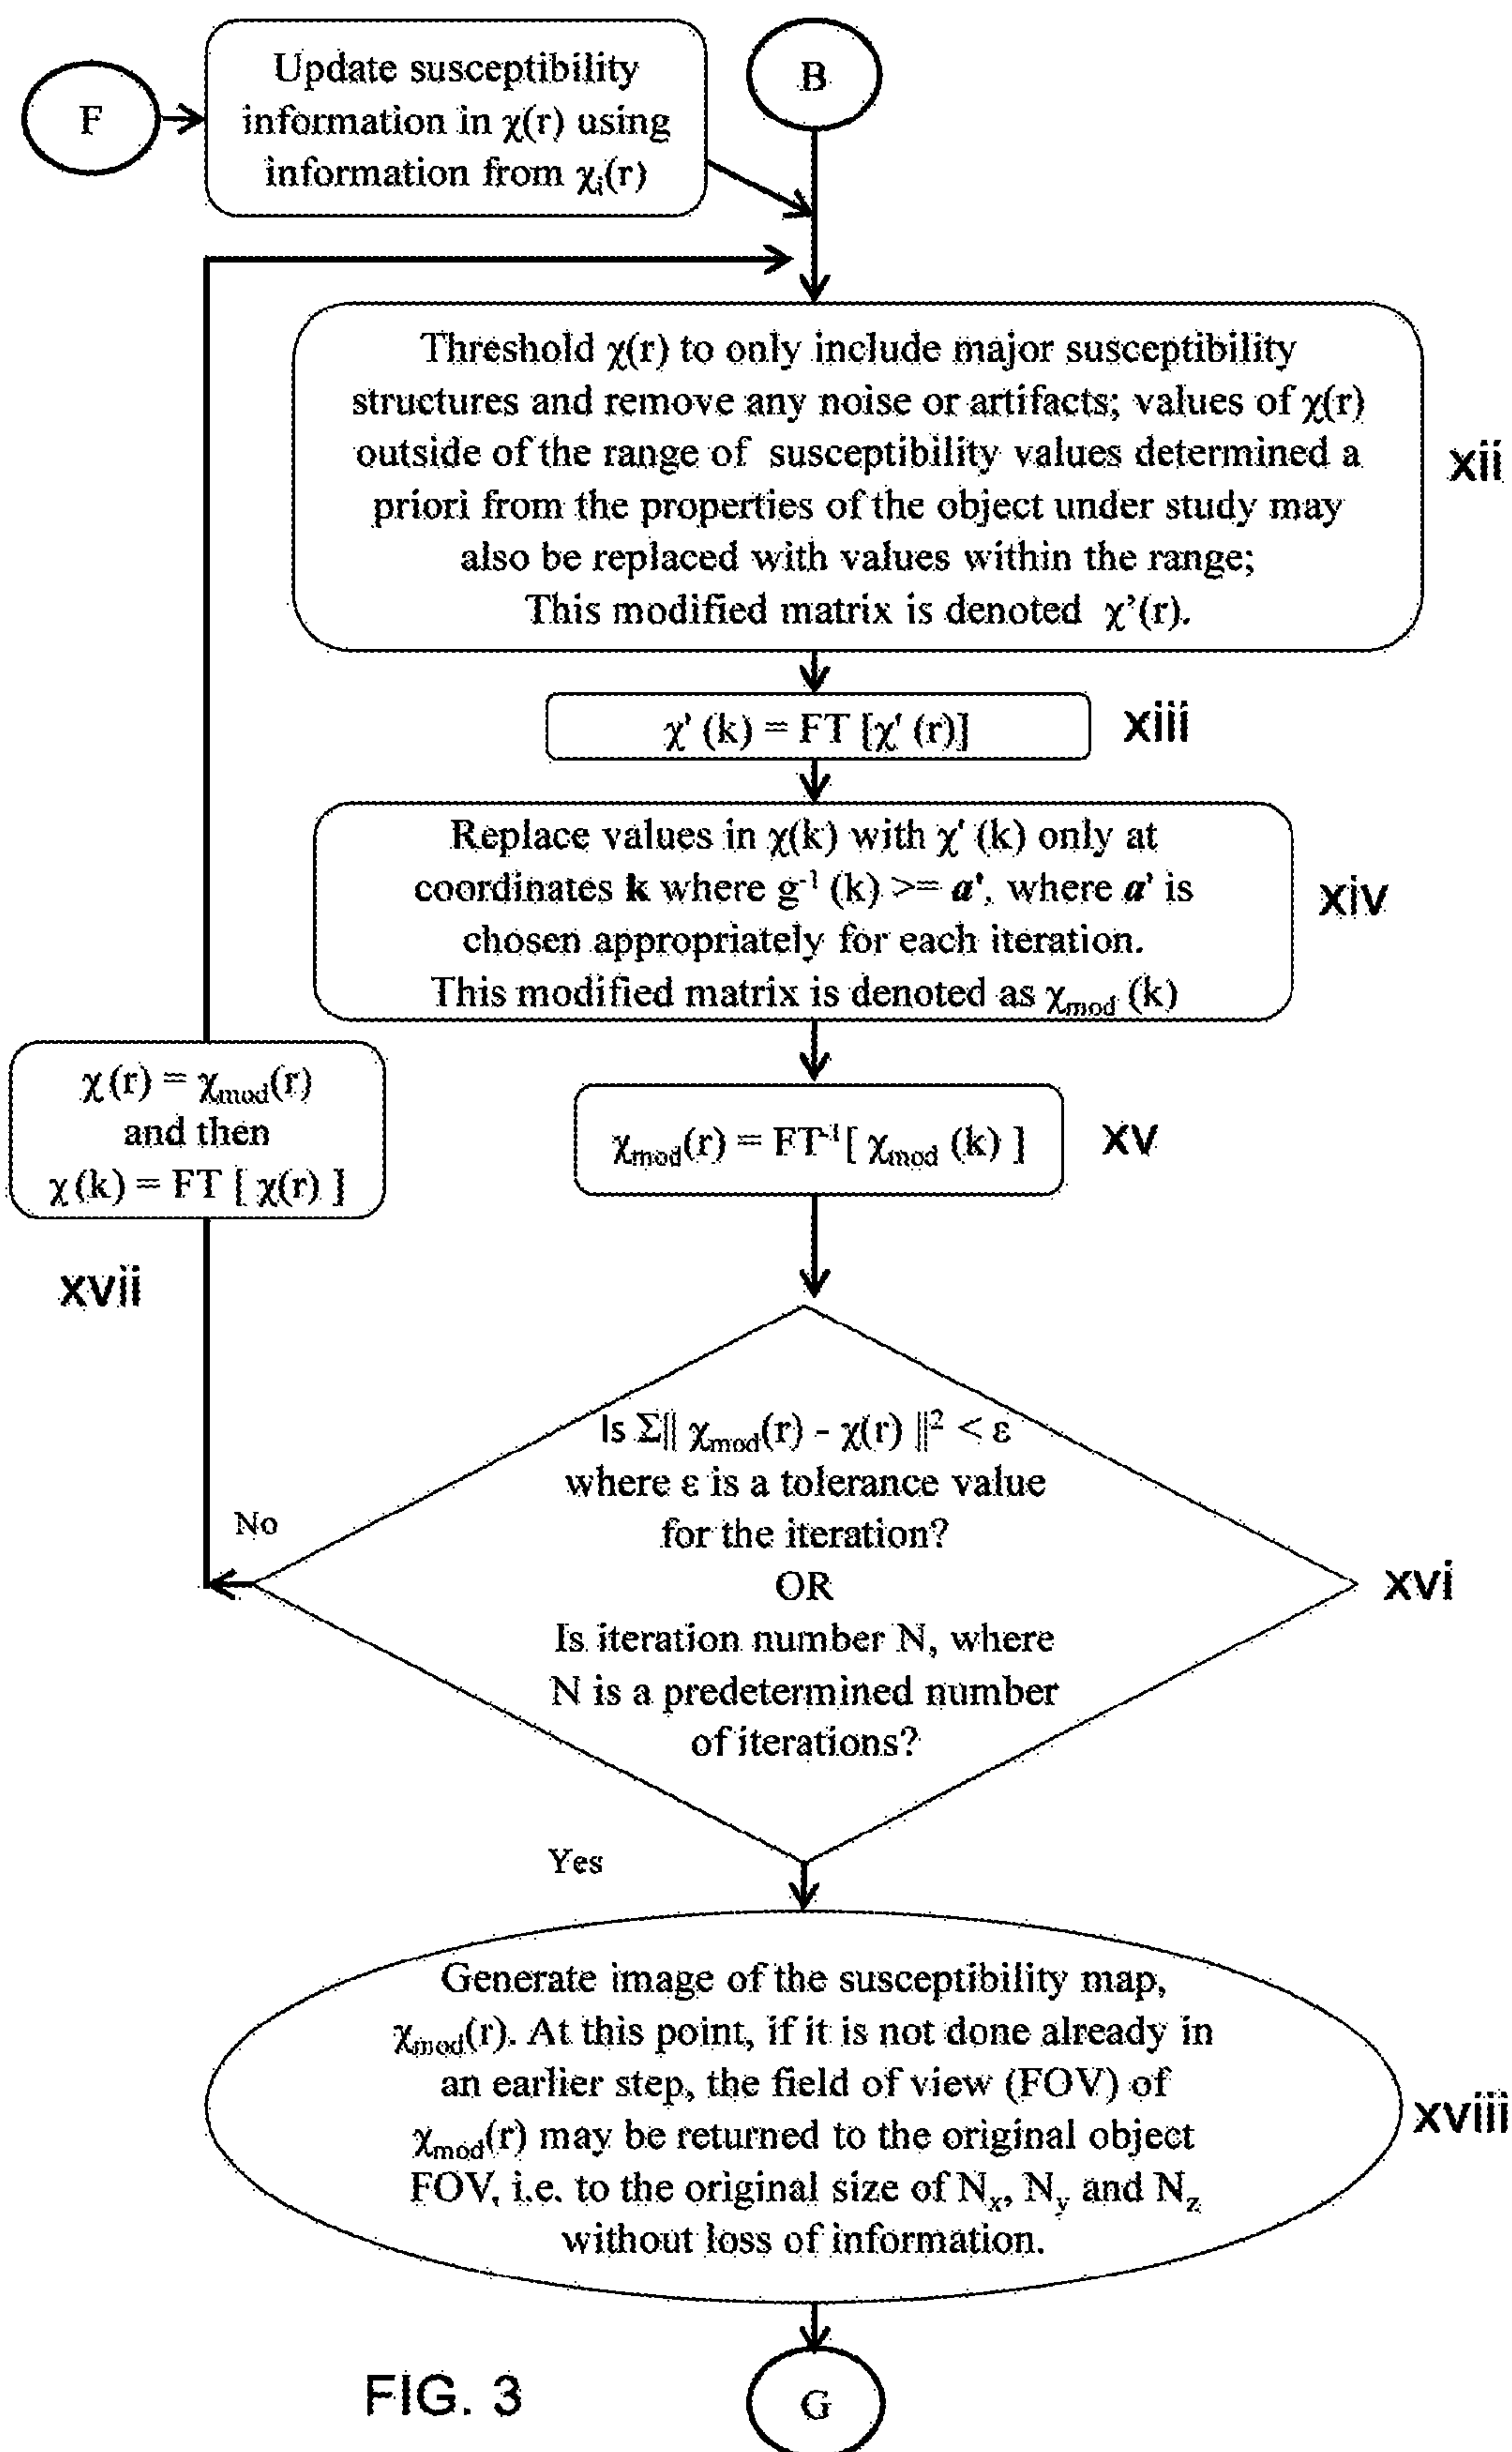 F
Update susceptibility
information in χ(r) using
information from χᵢ(r)
B
Threshold χ(r) to only include major susceptibility
structures and remove any noise or artifacts; values of χ(r)
outside of the range of susceptibility values determined a
priori from the properties of the object under study may
also be replaced with values within the range;
This modified matrix is denoted χ’(r).
xii
χ' (k) = FT [χ' (r)]
xiii
Replace values in χ(k) with χ' (k) only at
coordinates k where g⁻¹ (k) >= a', where a' is
chosen appropriately for each iteration.
This modified matrix is denoted as χmod (k)
xiv
χ(r) = χmod(r)
and then
χ(k) = FT [ χ(r) ]
xvii
χmod(r) = FT⁻¹[ χmod (k) ]
xv
Is Σ|| χmod(r) - χ(r) ||² < ε
where ε is a tolerance value
for the iteration?
OR
Is iteration number N, where
N is a predetermined number
of iterations?
xvi
No
Yes
Generate image of the susceptibility map,
χmod(r). At this point, if it is not done already in
an earlier step, the field of view (FOV) of
χmod(r) may be returned to the original object
FOV, i.e. to the original size of Nx, Ny and Nz
without loss of information.
xviii
FIG. 3
G